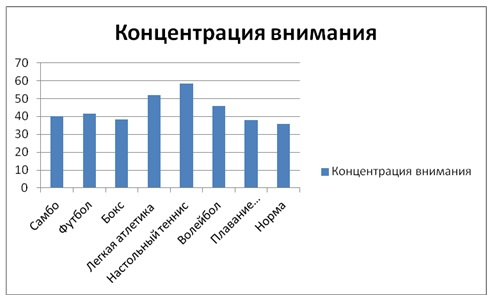 Концентрация внимания
70
60
50
40
30
20
10
0
Концентрация внимания
Самбо
Футбол
Бокс
Легкая атлетика
Настольный теннис
Волейбол
Плавание...
Норма